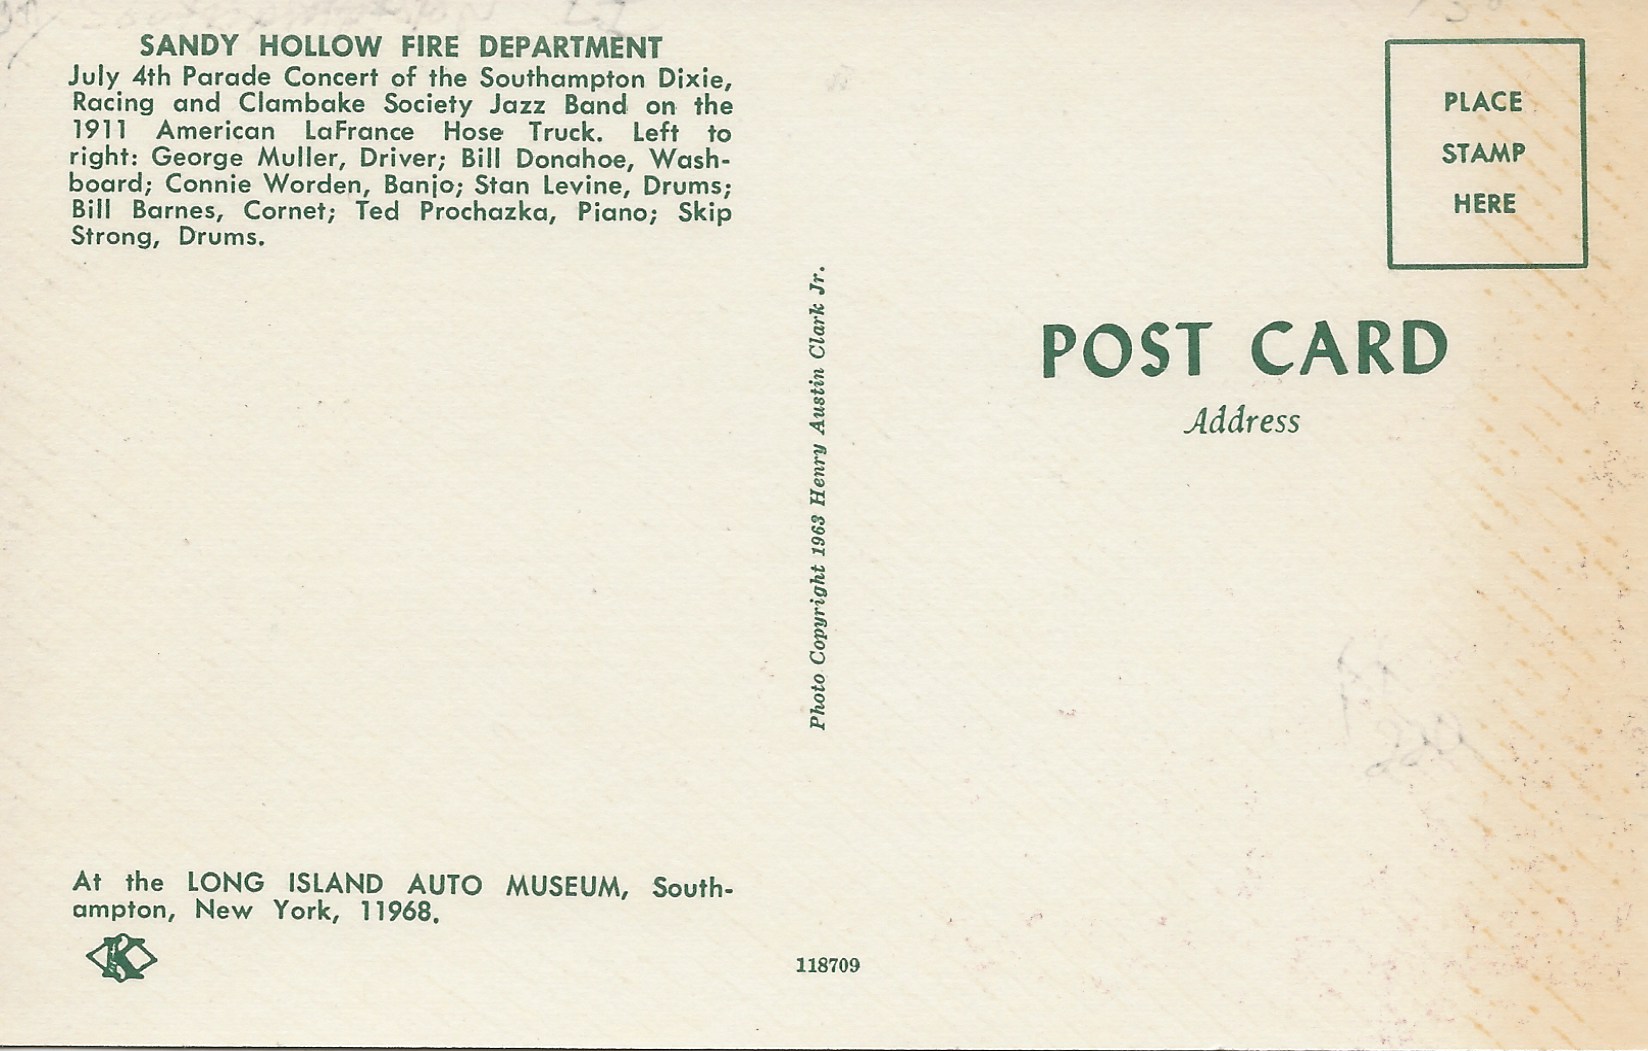 SANDY HOLLOW FIRE DEPARTMENT
July 4th Parade Concert of the Southampton Dixie,
Racing and Clambake Society Jazz Band on the
1911 American LaFrance Hose Truck. Left to
right: George Muller, Driver; Bill Donahoe, Wash-
board; Connie Worden, Banjo; Stan Levine, Drums;
Bill Barnes, Cornet; Ted Prochazka, Piano; Skip
Strong, Drums.
At the LONG ISLAND AUTO MUSEUM, South-
ampton, New York, 11968.
K
Photo Copyright 1963 Henry Austin Clark Jr.
118709
PLACE
STAMP
HERE
POST CARD
Address